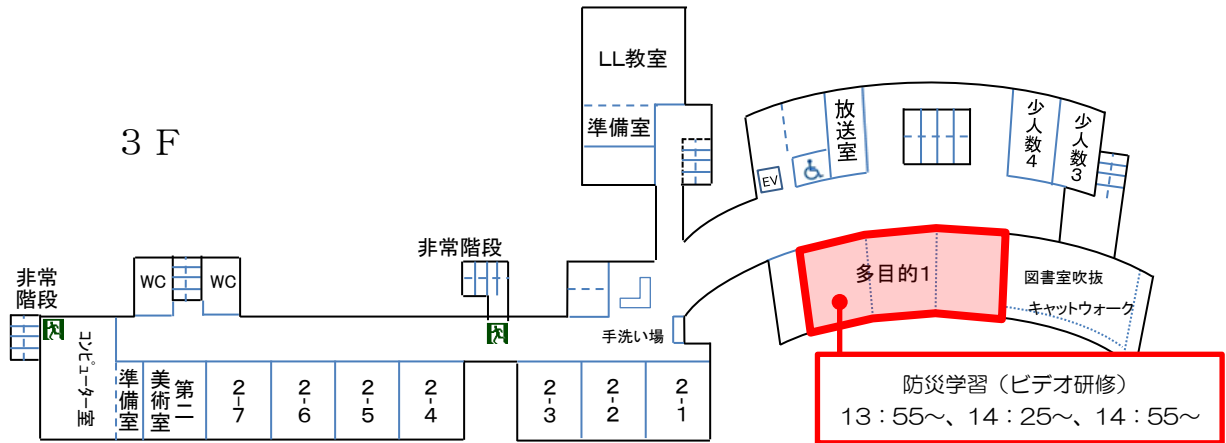 ３Ｆ
LL教室
準備室
放送室
少人数4
少人数3
EV
多目的1
図書室吹抜
キャットウォーク
非常階段
非常
階段
WC
WC
手洗い場
コンピューター室
準備室
第二
美術室
2-7
2-6
2-5
2-4
2-3
2-2
2-1
防災学習（ビデオ研修）
13：55～、14：25～、14：55～